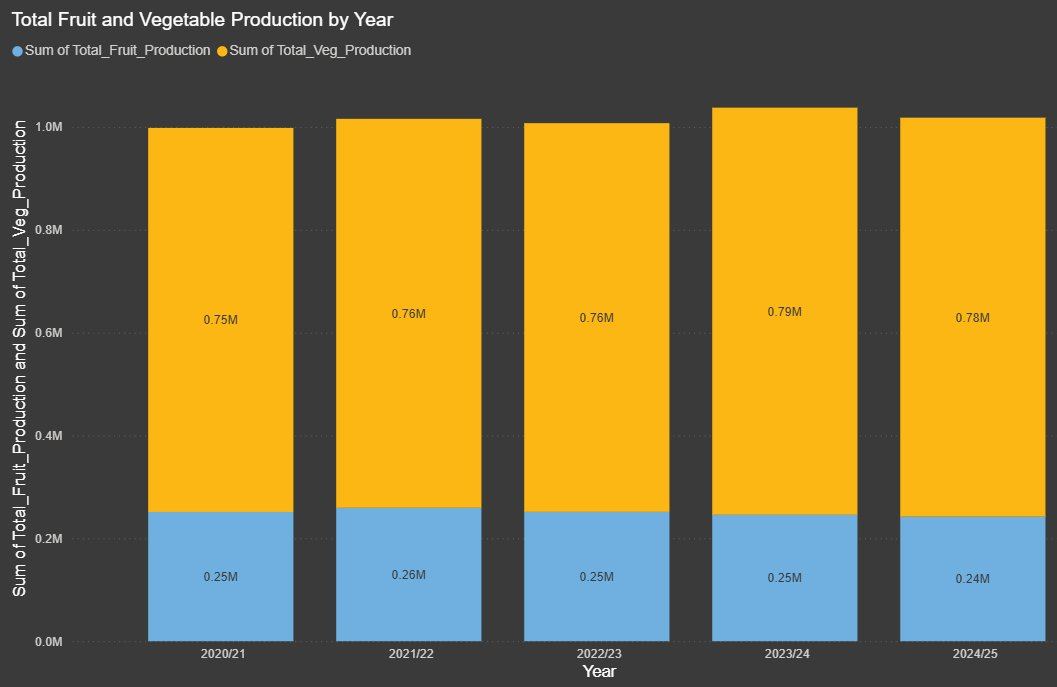 Total Fruit and Vegetable Production by Year
Sum of Total_Fruit_Production Sum of Total_Veg_Production
Sum of Total_Fruit_Production and Sum of Total_Veg_Production
1.0M
0.8M
0.6M
0.4M
0.2M
0.0M
0.75M 0.76M 0.76M 0.79M 0.78M
0.25M 0.26M 0.25M 0.25M 0.24M
2020/21 2021/22 2022/23 2023/24 2024/25
Year